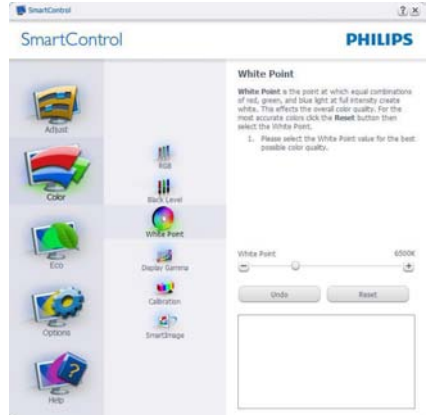 SmartControl
SmartControl
PHILIPS
Adjust
Color
Eco
Options
Help
RGB
Black Level
White Point
Display Gamma
Calibration
SmartImage
White Point
White Point is the point at which equal combinations
of red, green, and blue light at full intensity create
white. This effects the overall color quality. For the
most accurate colors click the Reset button then
select the White Point.
1. Please select the White Point value for the best
possible color quality.
White Point 6500K
Undo Reset